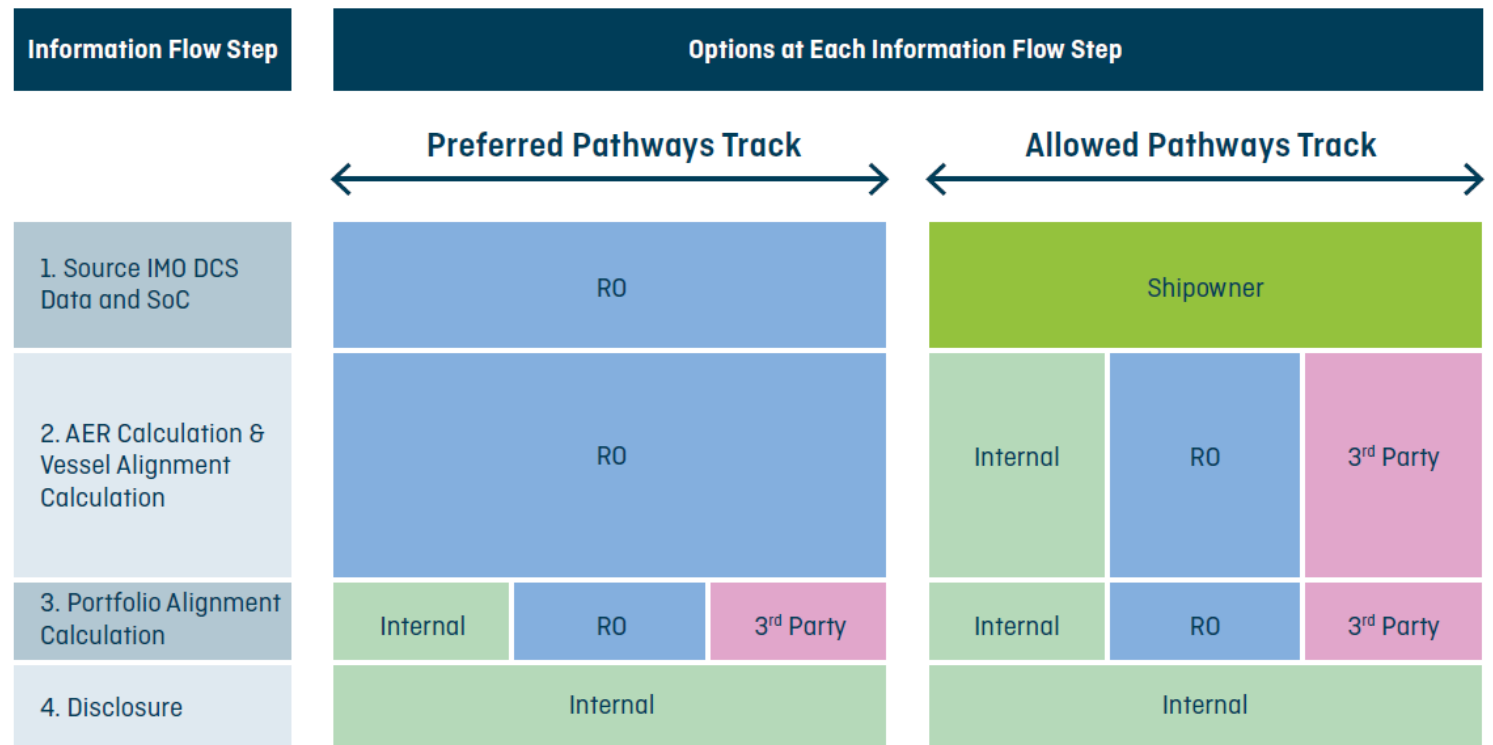 Information Flow Step
Options at Each Information Flow Step
Preferred Pathways Track
Allowed Pathways Track
1. Source IMO DCS
Data and SoC
RO
Shipowner
2. AER Calculation &
Vessel Alignment
Calculation
RO
Internal
RO
3rd Party
3. Portfolio Alignment
Calculation
Internal
RO
3rd Party
Internal
RO
3rd Party
4. Disclosure
Internal
Internal